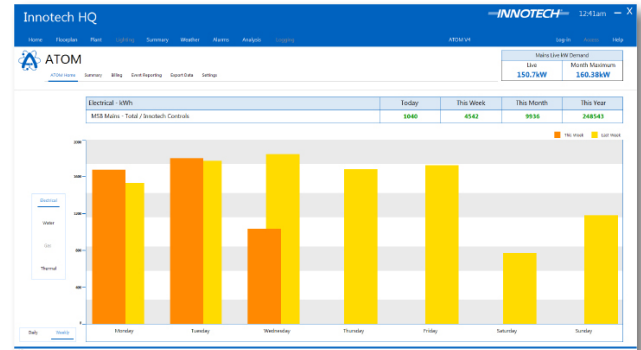 Innotech HQ
INNOTECH
12:41am — X
Home Floorplan Plant Lighting Summary Weather Alarms Analysis Logging ATOM V4 Log-In Access Help
ATOM
ATOM Home Summary Billing Event Reporting Export Data Settings
Mains Live kW Demand
Live Month Maximum
150.7kW 160.38kW
Electrical - kWh Today This Week This Month This Year
MSB Mains - Total / Innotech Controls 1040 4542 9936 248543
This Week Last Week
Electrical
Water
Gas
Thermal
Daily Weekly
Monday Tuesday Wednesday Thursday Friday Saturday Sunday